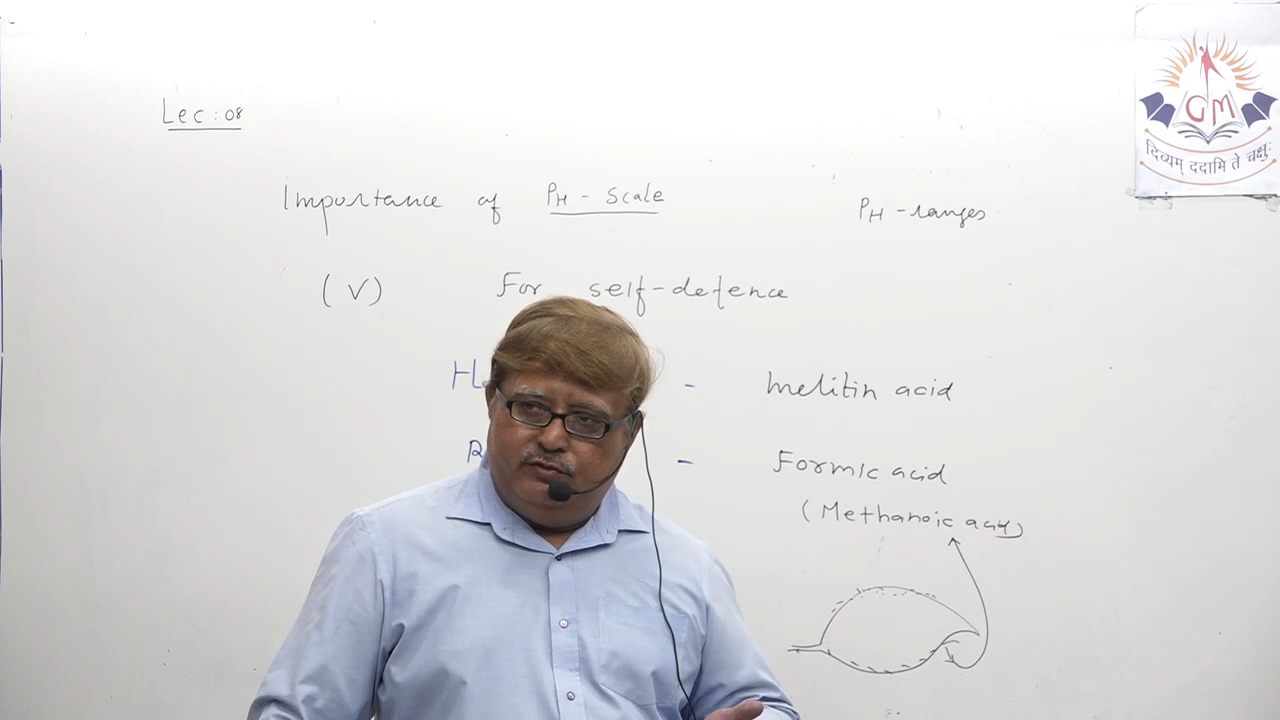 Lec : 08
GM
दिव्यम् ददामि ते चक्षुः
Importance of PH - Scale
PH - ranges
(V) For self-defence
- melitin acid
- Formic acid
(Methanoic acid)